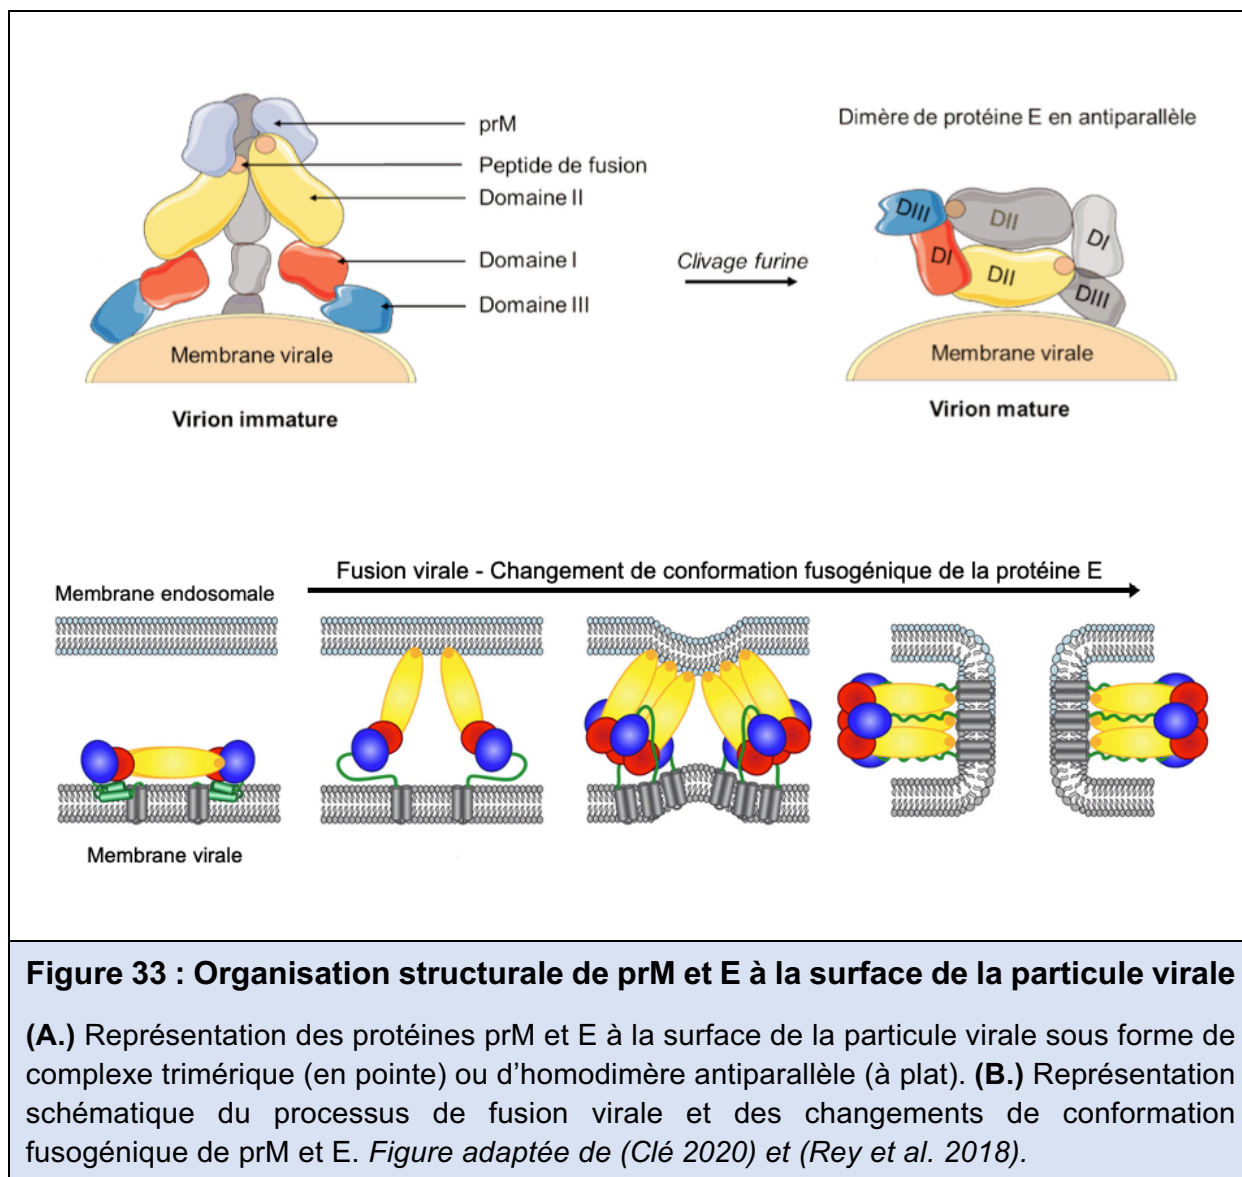 prM
Peptide de fusion
Domaine II
Domaine I
Domaine III
Membrane virale
Virion immature
Clivage furine
Dimère de protéine E en antiparallèle
DIII
DII
DI
DI
DII
DIII
Membrane virale
Virion mature
Fusion virale - Changement de conformation fusogénique de la protéine E
Membrane endosomale
Membrane virale
Figure 33 : Organisation structurale de prM et E à la surface de la particule virale
(A.) Représentation des protéines prM et E à la surface de la particule virale sous forme de
complexe trimérique (en pointe) ou d’homodimère antiparallèle (à plat). (B.) Représentation
schématique du processus de fusion virale et des changements de conformation
fusogénique de prM et E. Figure adaptée de (Clé 2020) et (Rey et al. 2018).